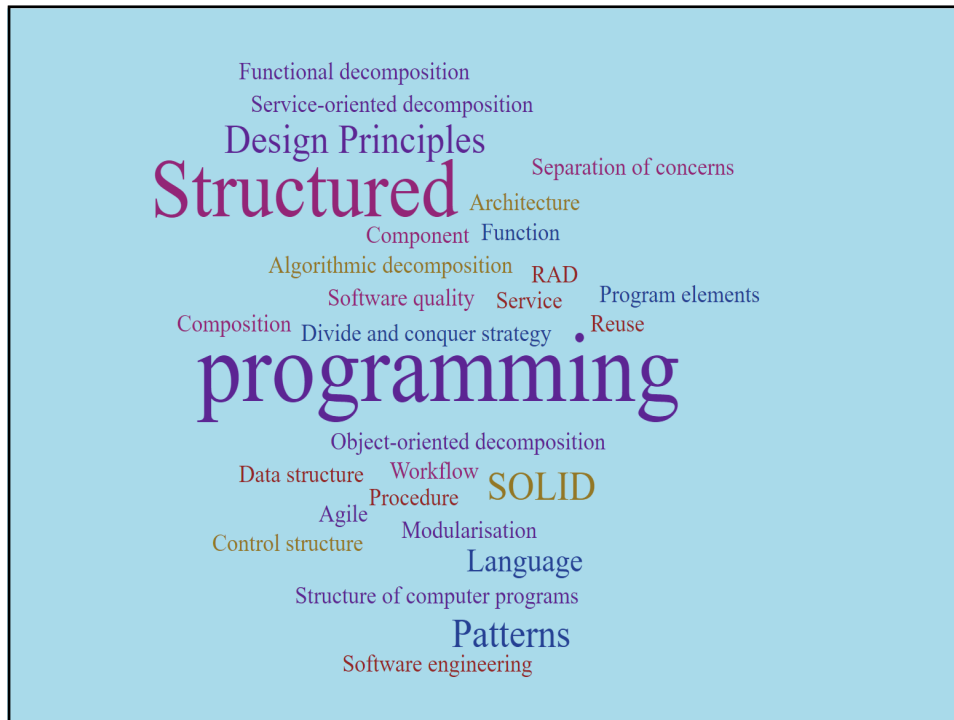 Functional decomposition
Service-oriented decomposition
Design Principles
Separation of concerns
Structured
Architecture
Component
Function
Algorithmic decomposition
RAD
Software quality
Service
Program elements
Composition
Divide and conquer strategy
Reuse
programming
Object-oriented decomposition
Data structure
Workflow
SOLID
Procedure
Agile
Modularisation
Control structure
Language
Structure of computer programs
Patterns
Software engineering